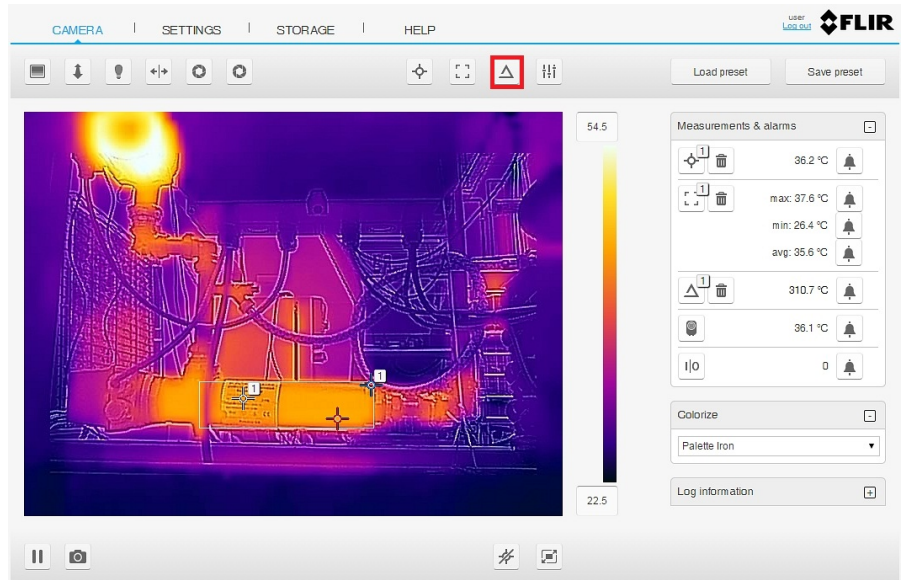 CAMERA | SETTINGS | STORAGE | HELP
user
Log out
FLIR
Load preset
Save preset
54.5
22.5
Measurements & alarms
1
36.2 °C
1
max: 37.6 °C
min: 26.4 °C
avg: 35.6 °C
1
310.7 °C
36.1 °C
I|O
0
1
1
Colorize
Palette Iron
Log information